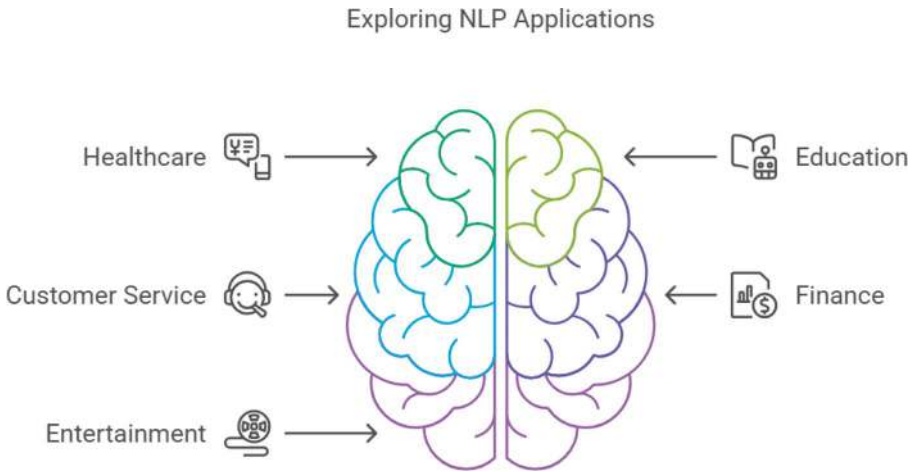 Exploring NLP Applications
Healthcare
Education
Customer Service
Finance
Entertainment